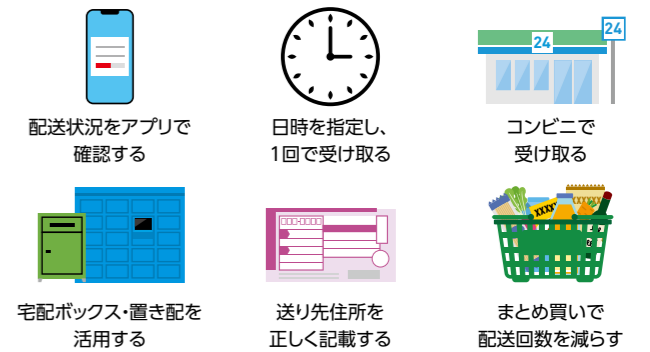 24
24
配送状況をアプリで
確認する
日時を指定し、
1回で受け取る
コンビニで
受け取る
XXXX
宅配ボックス・置き配を
活用する
送り先住所を
正しく記載する
まとめ買いで
配送回数を減らす